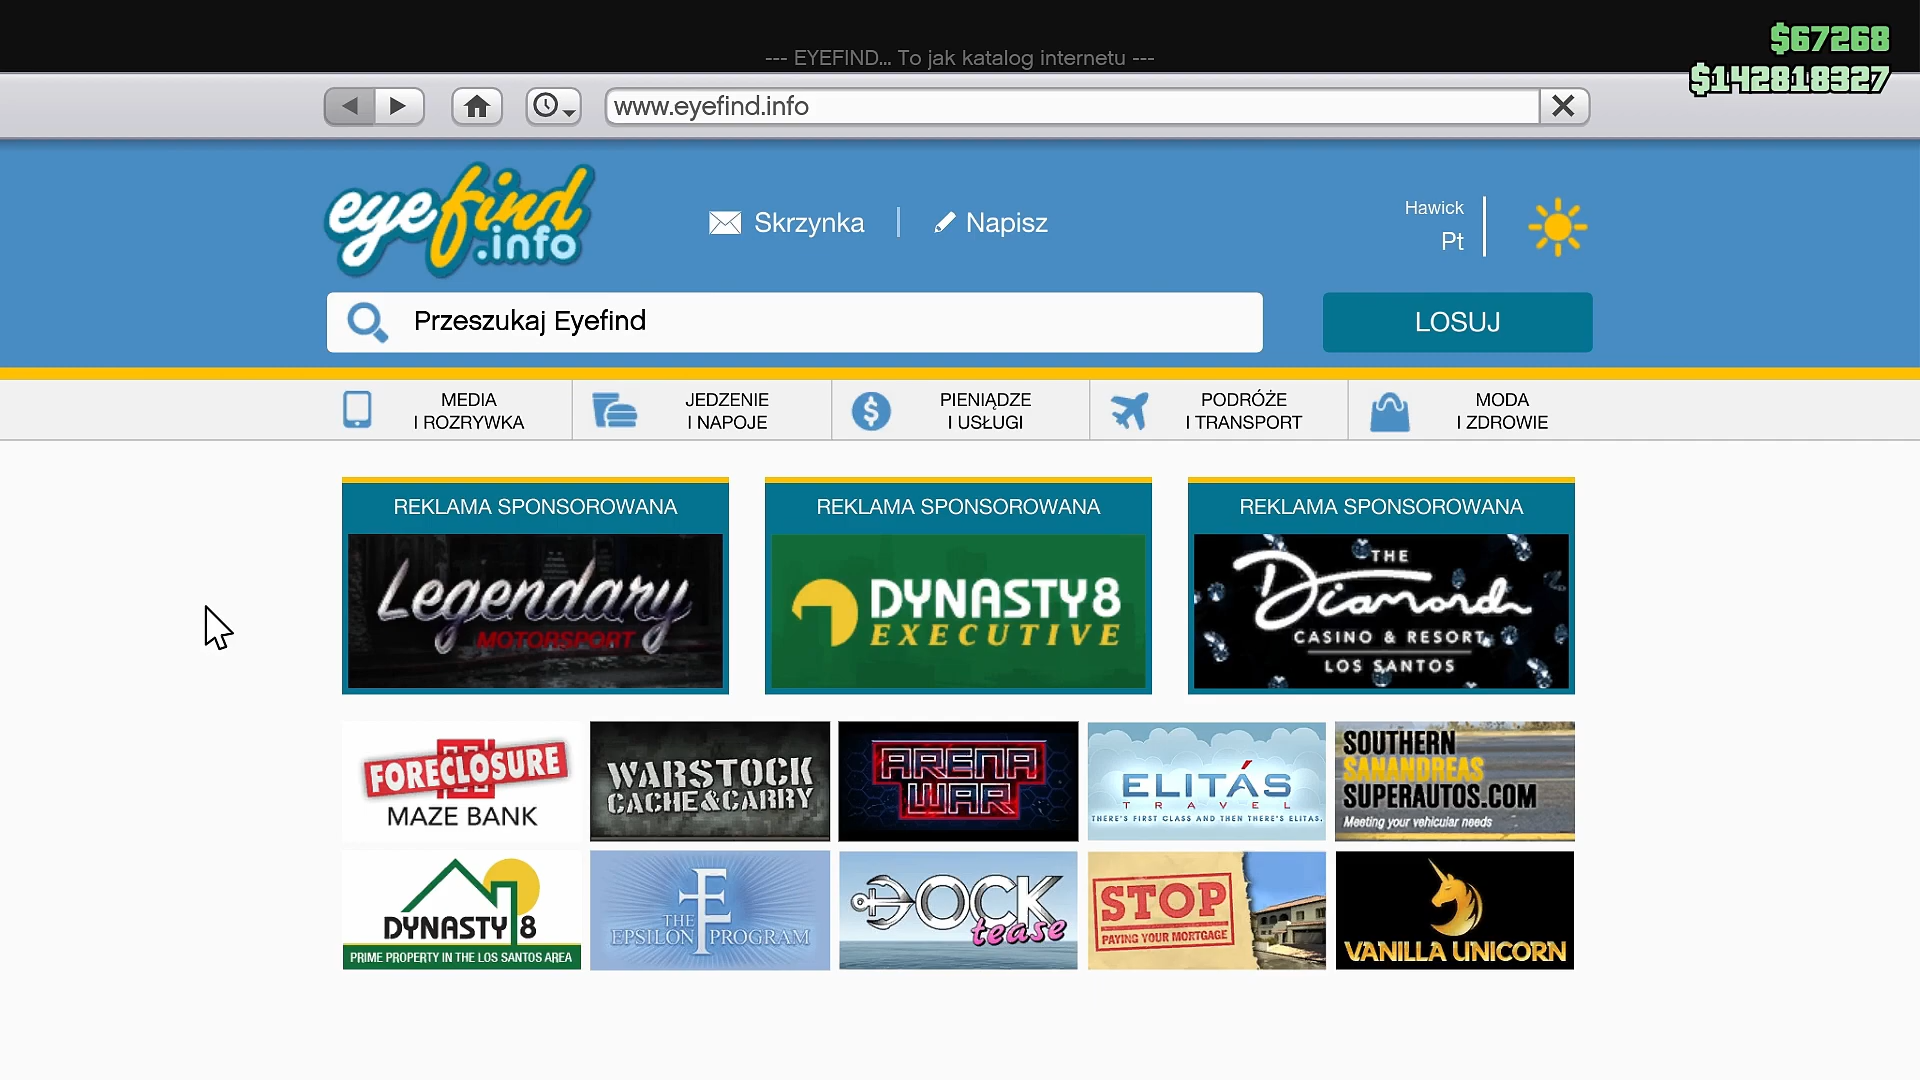 $67268
--- EYEFIND... To jak katalog internetu ---
$142818327
www.eyefind.info
eyefind
.info
Skrzynka
Napisz
Hawick
Pt
Przeszukaj Eyefind
LOSUJ
MEDIA
I ROZRYWKA
JEDZENIE
I NAPOJE
PIENIĄDZE
I USŁUGI
PODRÓŻE
I TRANSPORT
MODA
I ZDROWIE
REKLAMA SPONSOROWANA
Legendary
MOTORSPORT
REKLAMA SPONSOROWANA
DYNASTY8
EXECUTIVE
REKLAMA SPONSOROWANA
THE
Diamond
CASINO & RESORT
LOS SANTOS
FORECLOSURE
MAZE BANK
WARSTOCK
CACHE&CARRY
ARENA
WAR
ELITÁS
TRAVEL
THERE'S FIRST CLASS AND THEN THERE'S ELITAS.
SOUTHERN
SANANDREAS
SUPERAUTOS.COM
Meeting your vehicular needs
DYNASTY 8
PRIME PROPERTY IN THE LOS SANTOS AREA
THE
EPSILON PROGRAM
DOCK
tease
STOP
PAYING YOUR MORTGAGE
VANILLA UNICORN